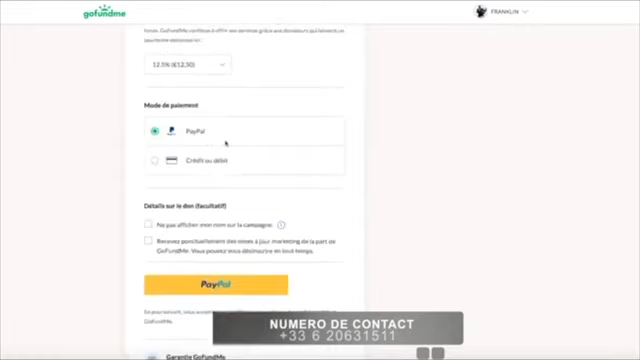 gofundme
FRANKLIN
12.5% (€12.50)
Mode de paiement
PayPal
Crédit ou débit
Détails sur le don (facultatif)
Ne pas afficher mon nom sur la campagne.
Recevez ponctuellement des mises à jour marketing de la part de
GoFundMe. Vous pouvez vous désinscrire en tout temps.
PayPal
GoFundMe.
NUMERO DE CONTACT
+33 6 20631511
Garantie GoFundMe